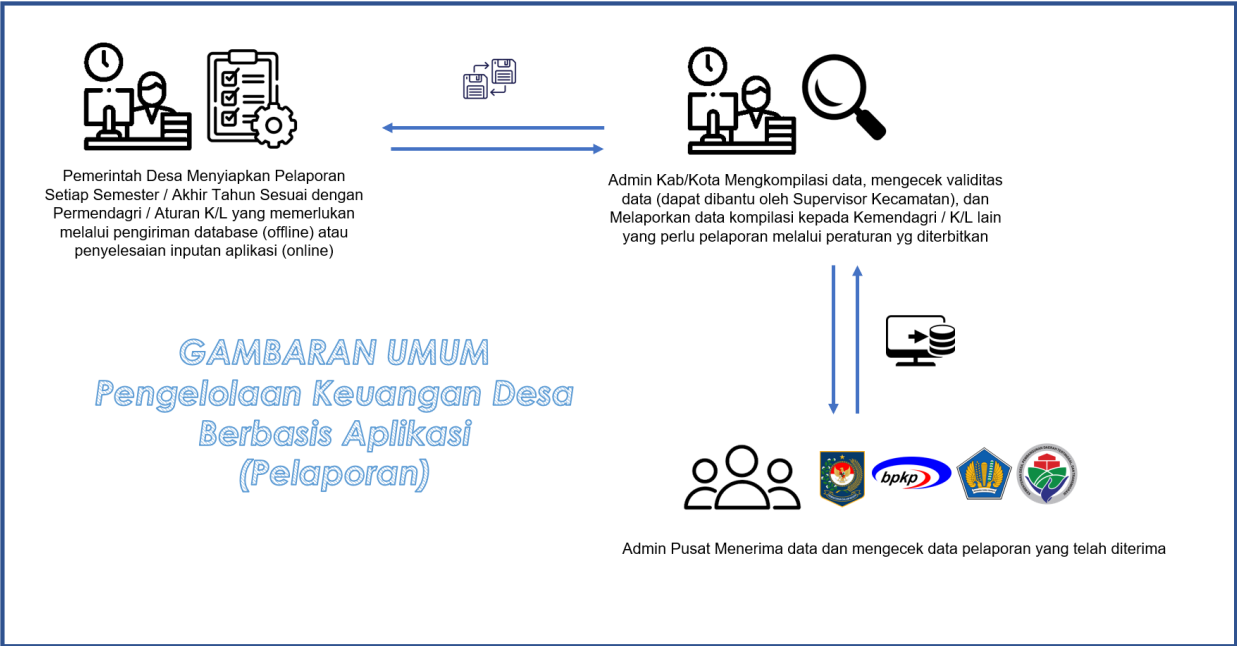 Pemerintah Desa Menyiapkan Pelaporan
Setiap Semester / Akhir Tahun Sesuai dengan
Permendagri / Aturan K/L yang memerlukan
melalui pengiriman database (offline) atau
penyelesaian inputan aplikasi (online)
Admin Kab/Kota Mengkompilasi data, mengecek validitas
data (dapat dibantu oleh Supervisor Kecamatan), dan
Melaporkan data kompilasi kepada Kemendagri / K/L lain
yang perlu pelaporan melalui peraturan yg diterbitkan
GAMBARAN UMUM
Pengelolaan Keuangan Desa
Berbasis Aplikasi
(Pelaporan)
bpkp
Admin Pusat Menerima data dan mengecek data pelaporan yang telah diterima